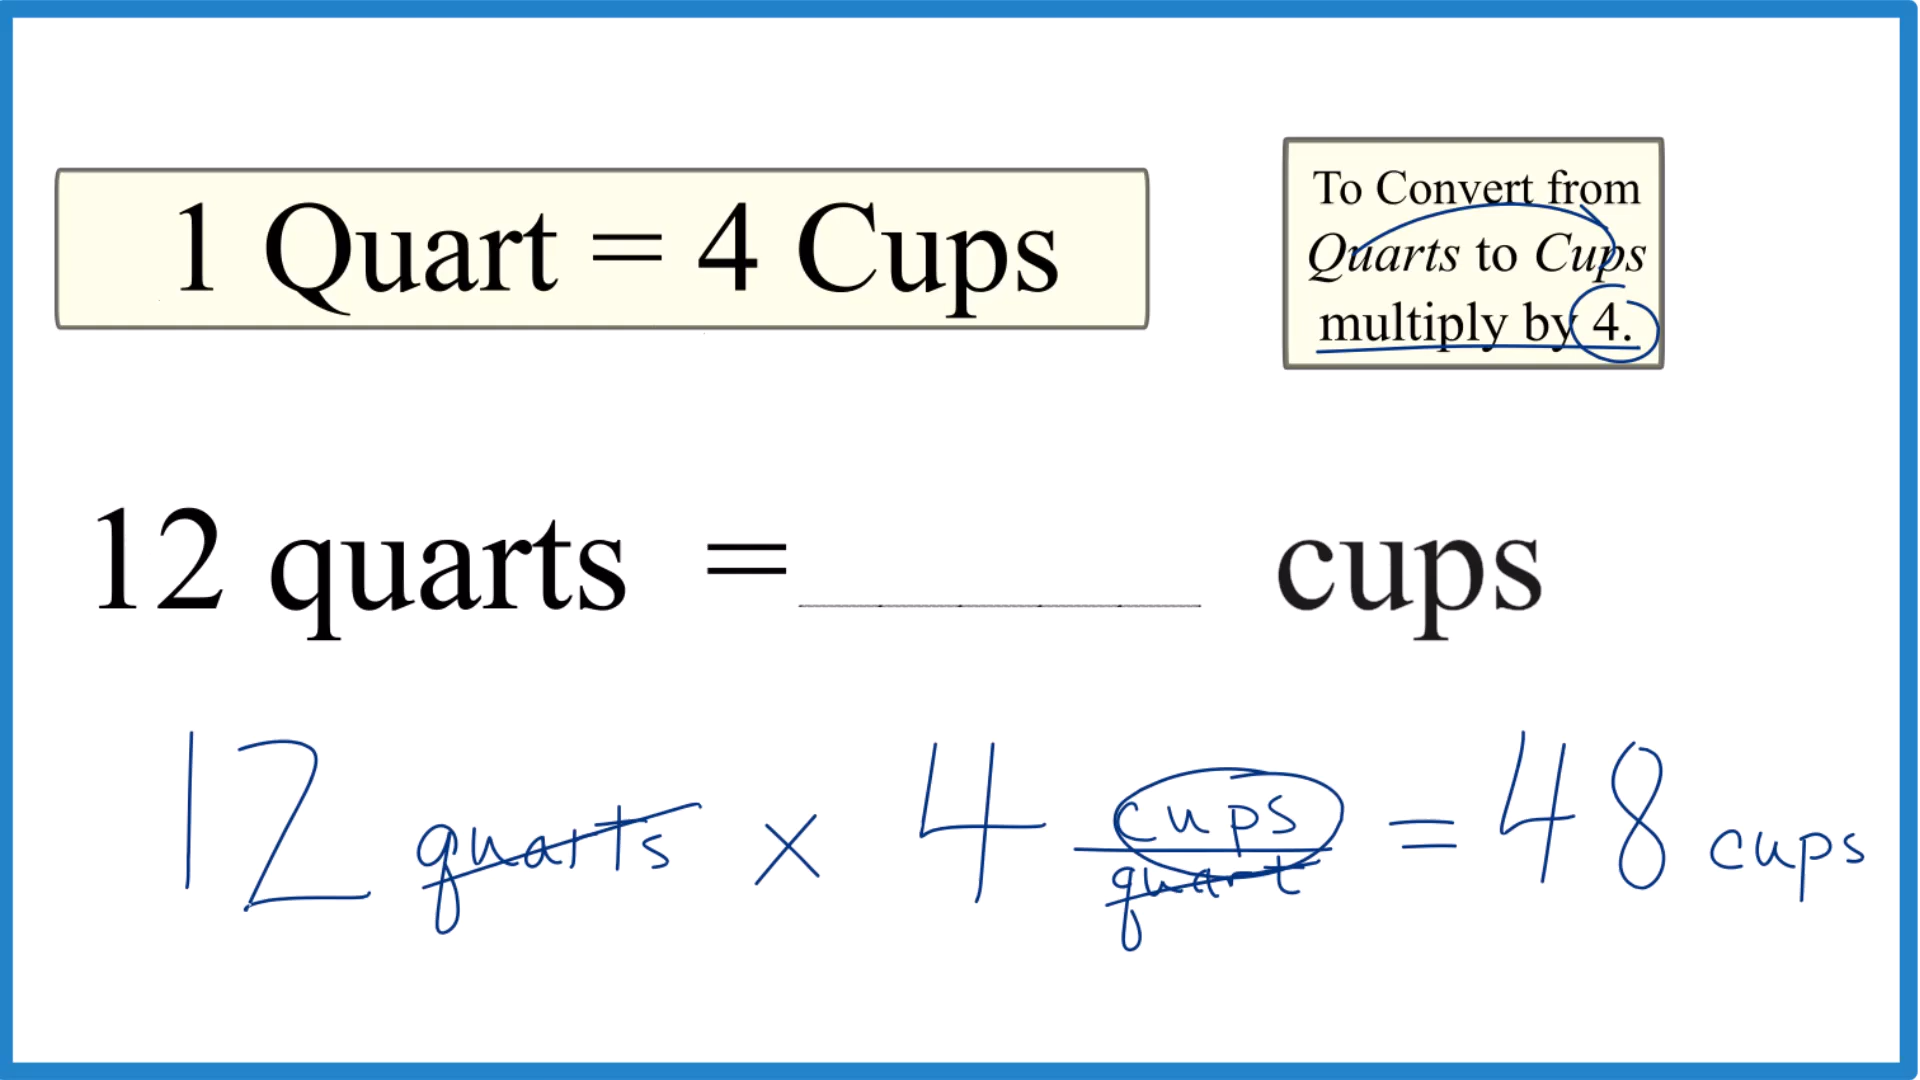 1 Quart = 4 Cups
To Convert from
Quarts to Cups
multiply by 4.
12 quarts = ______ cups
12 quarts × 4 cups/quart = 48 cups